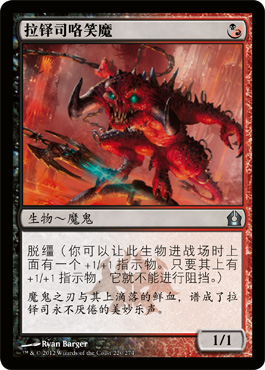 拉铎司咯笑魔
生物～魔鬼
脱缰（你可以让此生物进战场时上
面有一个 +1/+1 指示物。只要其上有
+1/+1 指示物，它就不能进行阻挡。）
魔鬼之刃与其上滴落的鲜血，谱成了拉
铎司永不厌倦的美妙乐声。
Ryan Barger
™ & © 2012 Wizards of the Coast 220/274
1/1